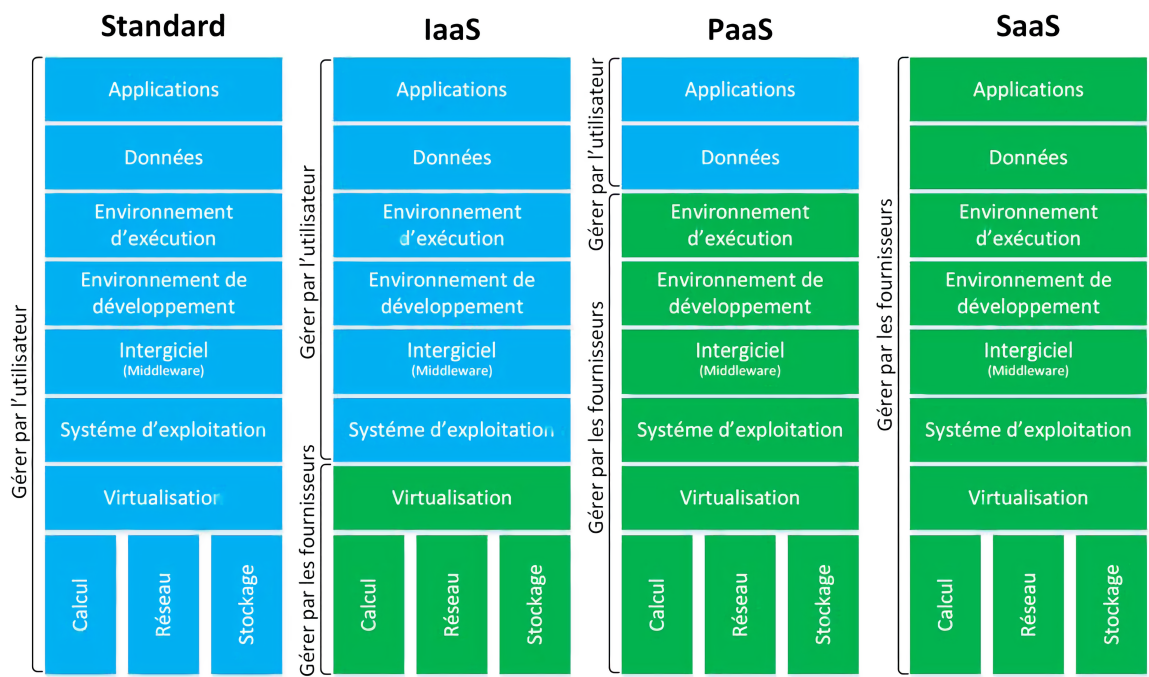 Standard
Gérer par l'utilisateur
Applications
Données
Environnement
d'exécution
Environnement de
développement
Intergiciel
(Middleware)
Systéme d'exploitation
Virtualisation
Calcul
Réseau
Stockage
IaaS
Gérer par l'utilisateur
Gérer par les fournisseurs
Applications
Données
Environnement
d'exécution
Environnement de
développement
Intergiciel
(Middleware)
Systéme d'exploitation
Virtualisation
Calcul
Réseau
Stockage
PaaS
Gérer par l'utilisateur
Gérer par les fournisseurs
Applications
Données
Environnement
d'exécution
Environnement de
développement
Intergiciel
(Middleware)
Systéme d'exploitation
Virtualisation
Calcul
Réseau
Stockage
SaaS
Gérer par les fournisseurs
Applications
Données
Environnement
d'exécution
Environnement de
développement
Intergiciel
(Middleware)
Systéme d'exploitation
Virtualisation
Calcul
Réseau
Stockage